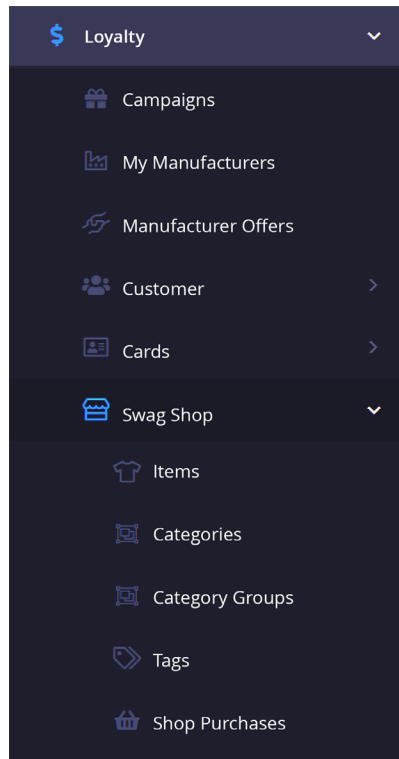 Loyalty
Campaigns
My Manufacturers
Manufacturer Offers
Customer
Cards
Swag Shop
Items
Categories
Category Groups
Tags
Shop Purchases